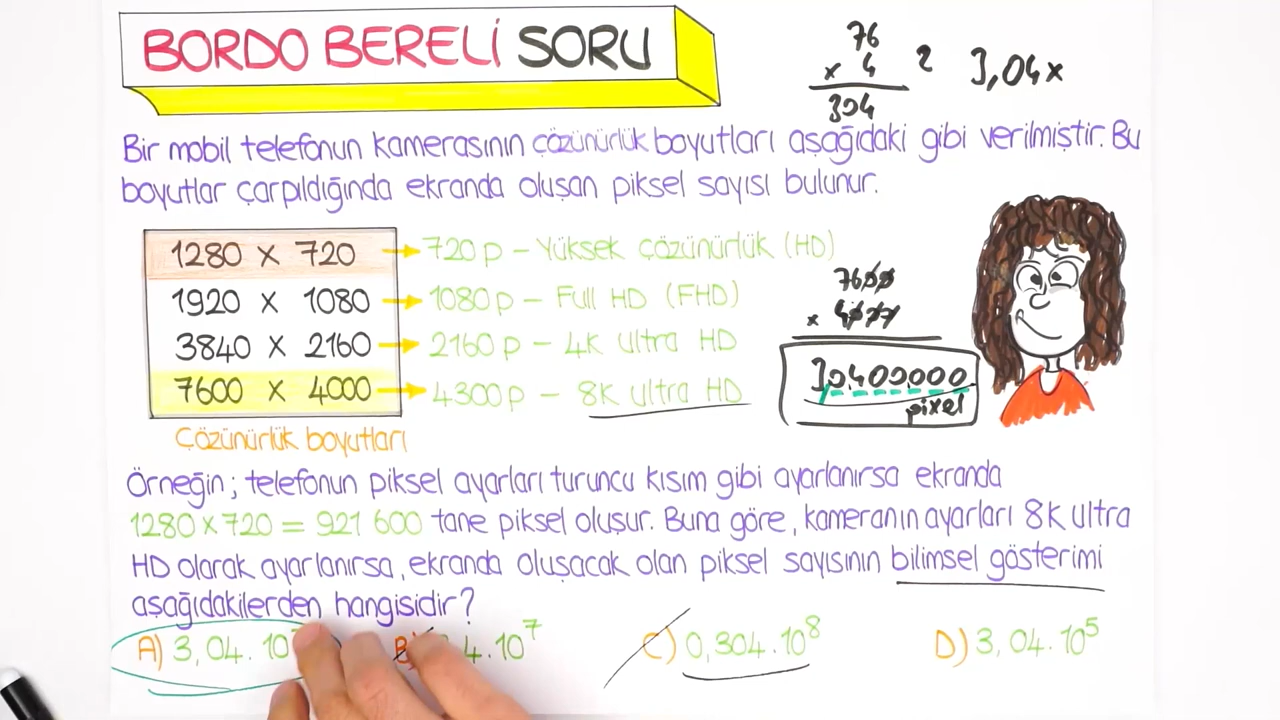 BORDO BERELİ SORU
76
x 4
304
3,04x
Bir mobil telefonun kamerasının çözünürlük boyutları aşağıdaki gibi verilmiştir. Bu
boyutlar çarpıldığında ekranda oluşan piksel sayısı bulunur.
1280 X 720 → 720 p - Yüksek çözünürlük (HD)
1920 X 1080 → 1080p - Full HD (FHD)
3840 X 2160 → 2160 p - 4K ultra HD
7600 X 4000 → 4300p - 8K ultra HD
Çözünürlük boyutları
7600
x 4000
30400000
pixel
Örneğin; telefonun piksel ayarları turuncu kısım gibi ayarlanırsa ekranda
1280 x 720 = 921 600 tane piksel oluşur. Buna göre, kameranın ayarları 8K ultra
HD olarak ayarlanırsa, ekranda oluşacak olan piksel sayısının bilimsel gösterimi
aşağıdakilerden hangisidir?
A) 3,04.10 B) 4.10⁷ C) 0,304.10⁸ D) 3,04.10⁵